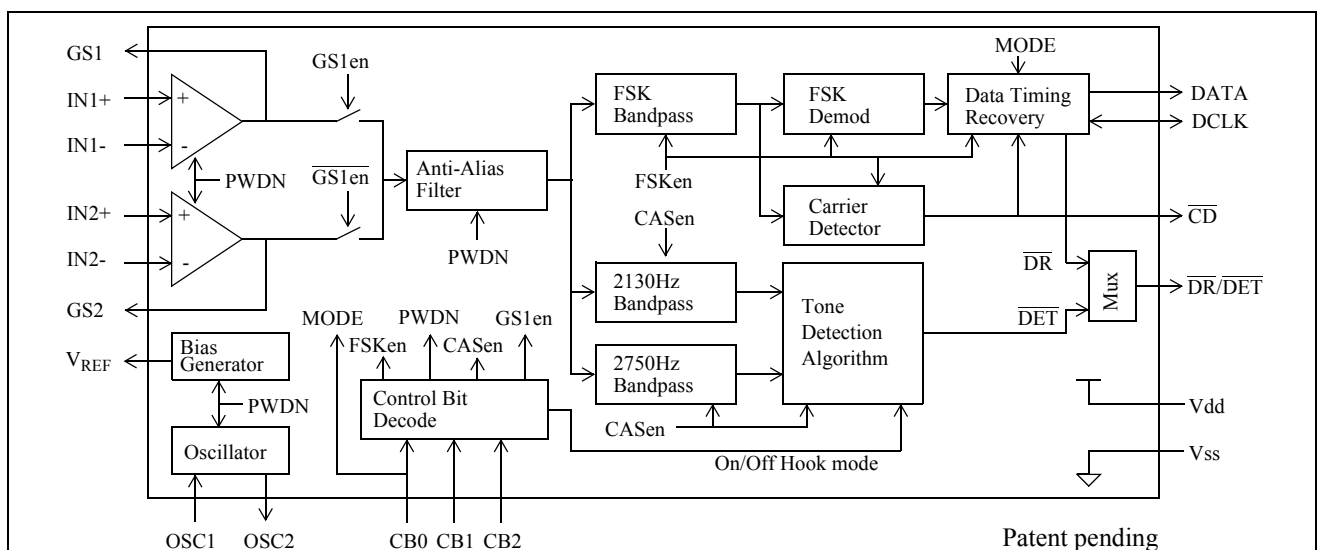 GS1
IN1+
IN1-
IN2+
IN2-
GS2
VREF
+
-
PWDN
+
-
GS1en
GS1en
Anti-Alias
Filter
PWDN
FSK
Bandpass
FSK
Demod
MODE
Data Timing
Recovery
DATA
DCLK
FSKen
Carrier
Detector
CD
CASen
2130Hz
Bandpass
2750Hz
Bandpass
Tone
Detection
Algorithm
CASen
DR
DET
Mux
DR/DET
Bias
Generator
PWDN
Oscillator
OSC1
OSC2
MODE
FSKen
PWDN
CASen
GS1en
Control Bit
Decode
CB0
CB1
CB2
On/Off Hook mode
Vdd
Vss
Patent pending